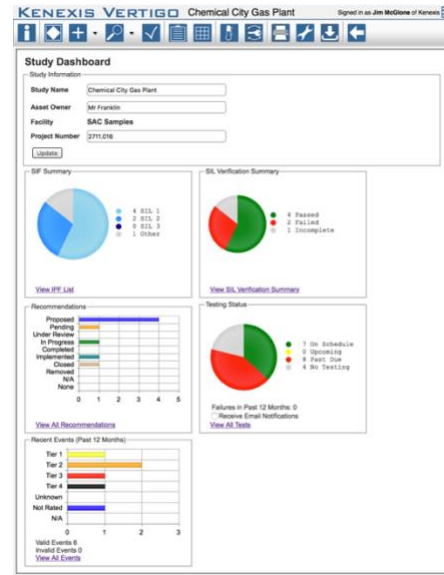 KENEXIS VERTIGO Chemical City Gas Plant Signed in as Jim McGlone of Kenexis
Study Dashboard
Study Information
Study Name Chemical City Gas Plant
Asset Owner Mr Franklin
Facility SAC Samples
Project Number 2711.016
Update
SIF Summary
4 SIL 1
2 SIL 2
0 SIL 3
1 Other
View IPF List
SIL Verification Summary
4 Passed
2 Failed
1 Incomplete
View SIL Verification Summary
Recommendations
Proposed
Pending
Under Review
In Progress
Completed
Implemented
Closed
Removed
N/A
None
0 1 2 3 4 5
View All Recommendations
Testing Status
7 On Schedule
0 Upcoming
8 Past Due
4 No Testing
Failures in Past 12 Months: 0
Receive Email Notifications
View All Tests
Recent Events (Past 12 Months)
Tier 1
Tier 2
Tier 3
Tier 4
Unknown
Not Rated
N/A
0 1 2 3
Valid Events 6
Invalid Events 0
View All Events